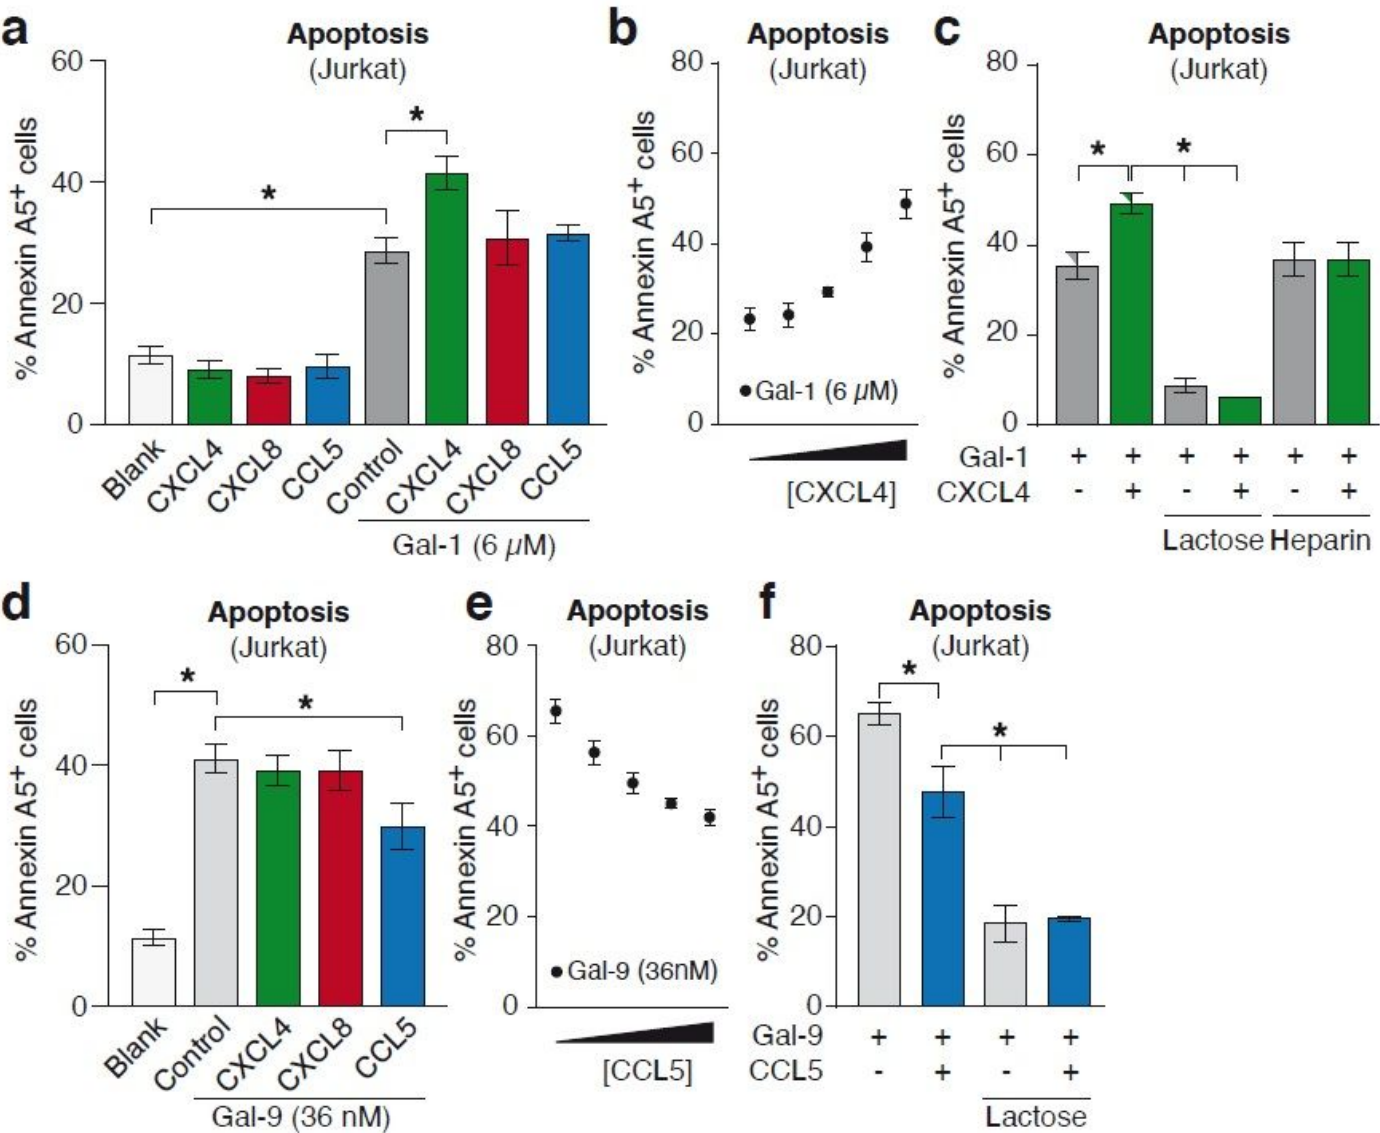 a
Apoptosis
(Jurkat)
% Annexin A5+ cells
60
40
20
0
*
*
Blank
CXCL4
CXCL8
CCL5
Control
CXCL4
CXCL8
CCL5
Gal-1 (6 µM)
b
Apoptosis
(Jurkat)
% Annexin A5+ cells
80
60
40
20
0
Gal-1 (6 µM)
[CXCL4]
c
Apoptosis
(Jurkat)
% Annexin A5+ cells
80
60
40
20
0
* *
Gal-1 + + + + + +
CXCL4 - + - + - +
Lactose Heparin
d
Apoptosis
(Jurkat)
% Annexin A5+ cells
60
40
20
0
*
*
Blank
Control
CXCL4
CXCL8
CCL5
Gal-9 (36 nM)
e
Apoptosis
(Jurkat)
% Annexin A5+ cells
80
60
40
20
0
Gal-9 (36nM)
[CCL5]
f
Apoptosis
(Jurkat)
% Annexin A5+ cells
80
60
40
20
0
*
*
Gal-9 + + + +
CCL5 - + - +
Lactose